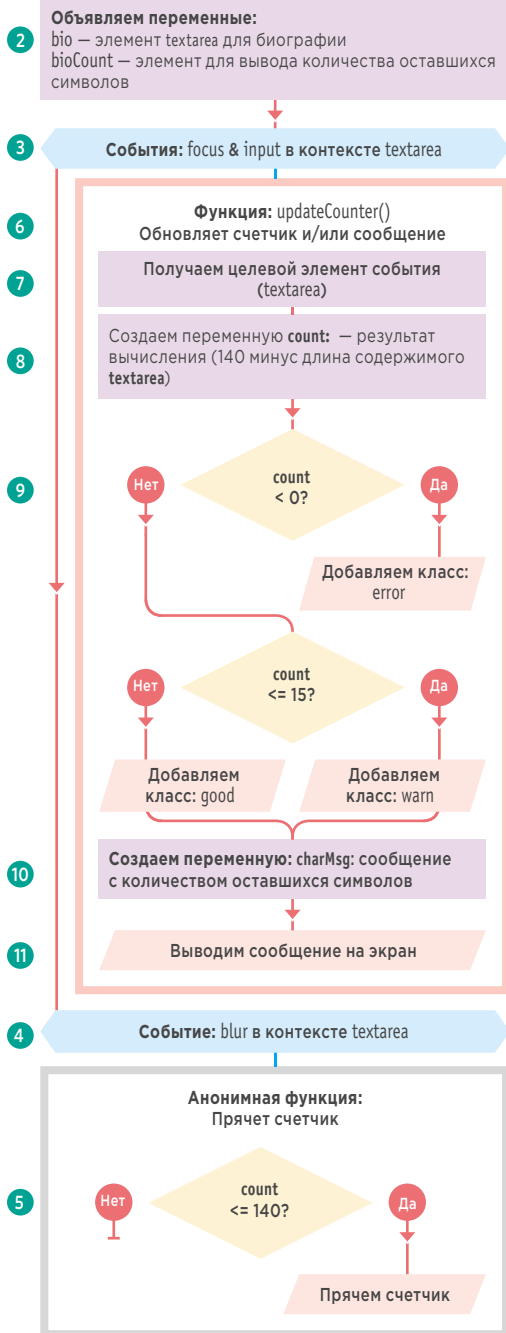 2
Объявляем переменные:
bio — элемент textarea для биографии
bioCount — элемент для вывода количества оставшихся
символов
3
События: focus & input в контексте textarea
6
Функция: updateCounter()
Обновляет счетчик и/или сообщение
7
Получаем целевой элемент события
(textarea)
8
Создаем переменную count: — результат
вычисления (140 минус длина содержимого
textarea)
9
Нет
count
< 0?
Да
Добавляем класс:
error
Нет
count
<= 15?
Да
Добавляем
класс: good
Добавляем
класс: warn
10
Создаем переменную: charMsg: сообщение
с количеством оставшихся символов
11
Выводим сообщение на экран
4
Событие: blur в контексте textarea
Анонимная функция:
Прячет счетчик
5
Нет
count
<= 140?
Да
Прячем счетчик